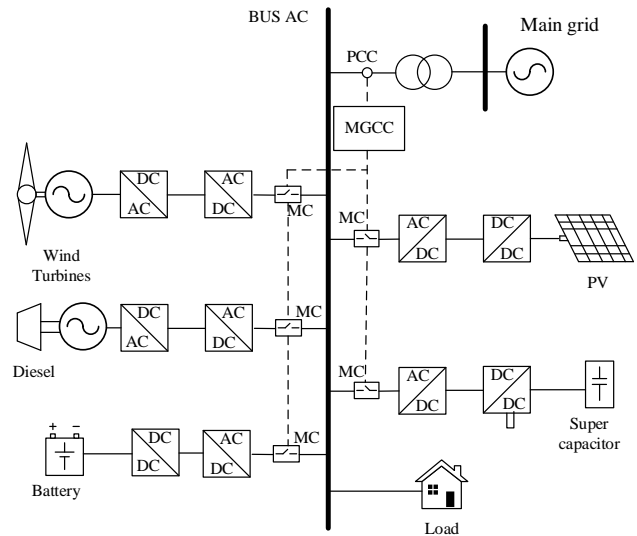 BUS AC
Main grid
PCC
MGCC
DC
AC
AC
DC
MC
Wind
Turbines
MC
AC
DC
DC
DC
PV
DC
AC
AC
DC
MC
Diesel
MC
AC
DC
DC
DC
Super
capacitor
+ −
DC
DC
AC
DC
MC
Battery
Load